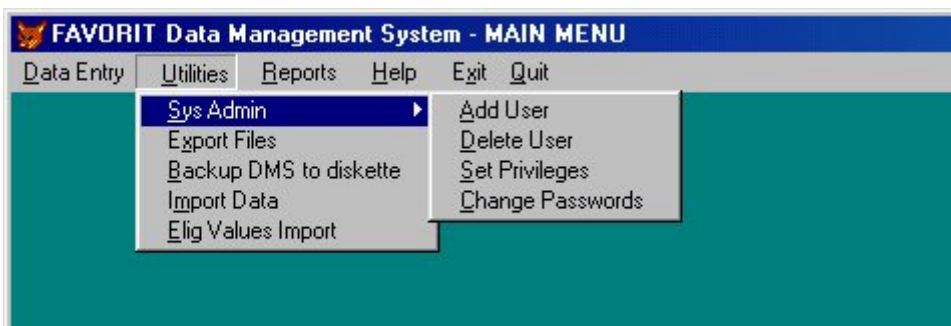 FAVORIT Data Management System - MAIN MENU
Data Entry Utilities Reports Help Exit Quit
Sys Admin
Export Files
Backup DMS to diskette
Import Data
Elig Values Import
Add User
Delete User
Set Privileges
Change Passwords